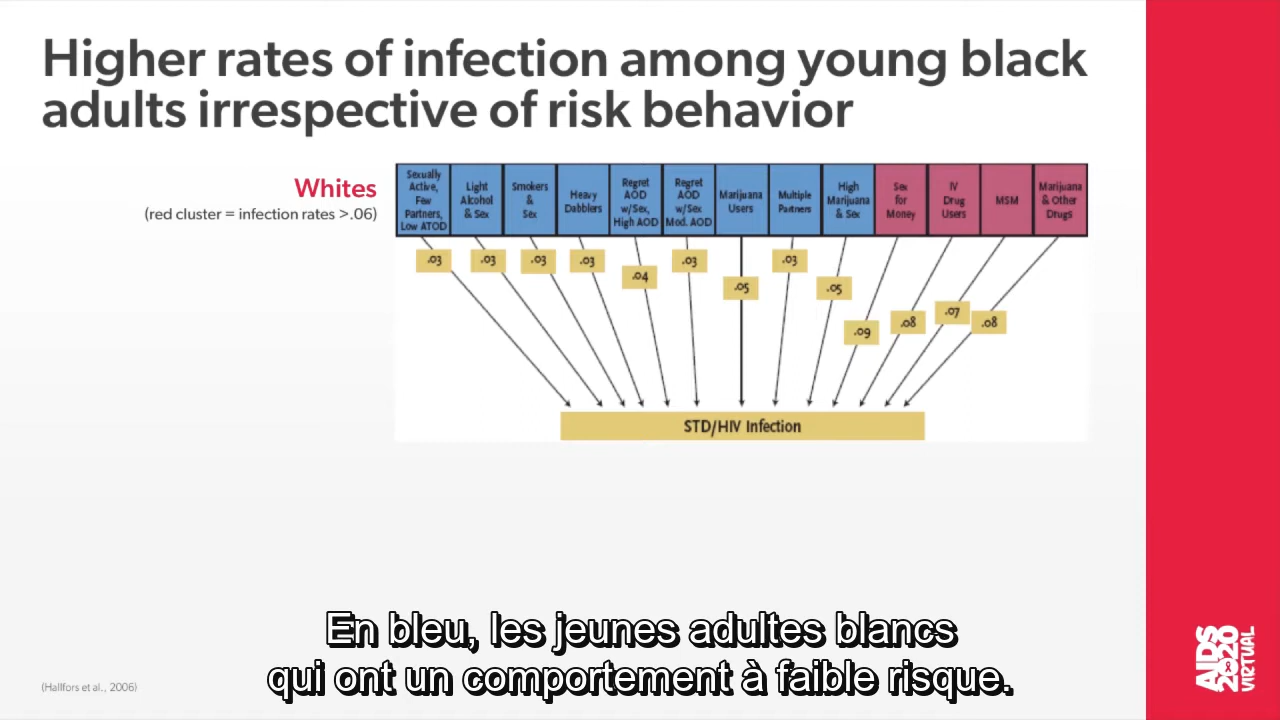 Higher rates of infection among young black
adults irrespective of risk behavior
Whites
(red cluster = infection rates >.06)
Sexually
Active,
Few
Partners,
Low ATOD
Light
Alcohol
& Sex
Smokers
&
Sex
Heavy
Dabblers
Regret
AOD
w/Sex,
High AOD
Regret
AOD
w/Sex
Mod. AOD
Marijuana
Users
Multiple
Partners
High
Marijuana
& Sex
Sex
for
Money
IV
Drug
Users
MSM
Marijuana
& Other
Drugs
.03
.03
.03
.03
.04
.03
.05
.03
.05
.09
.08
.07
.08
STD/HIV Infection
En bleu, les jeunes adultes blancs
qui ont un comportement à faible risque.
(Hallfors et al., 2006)
AIDS
2020
VIRTUAL